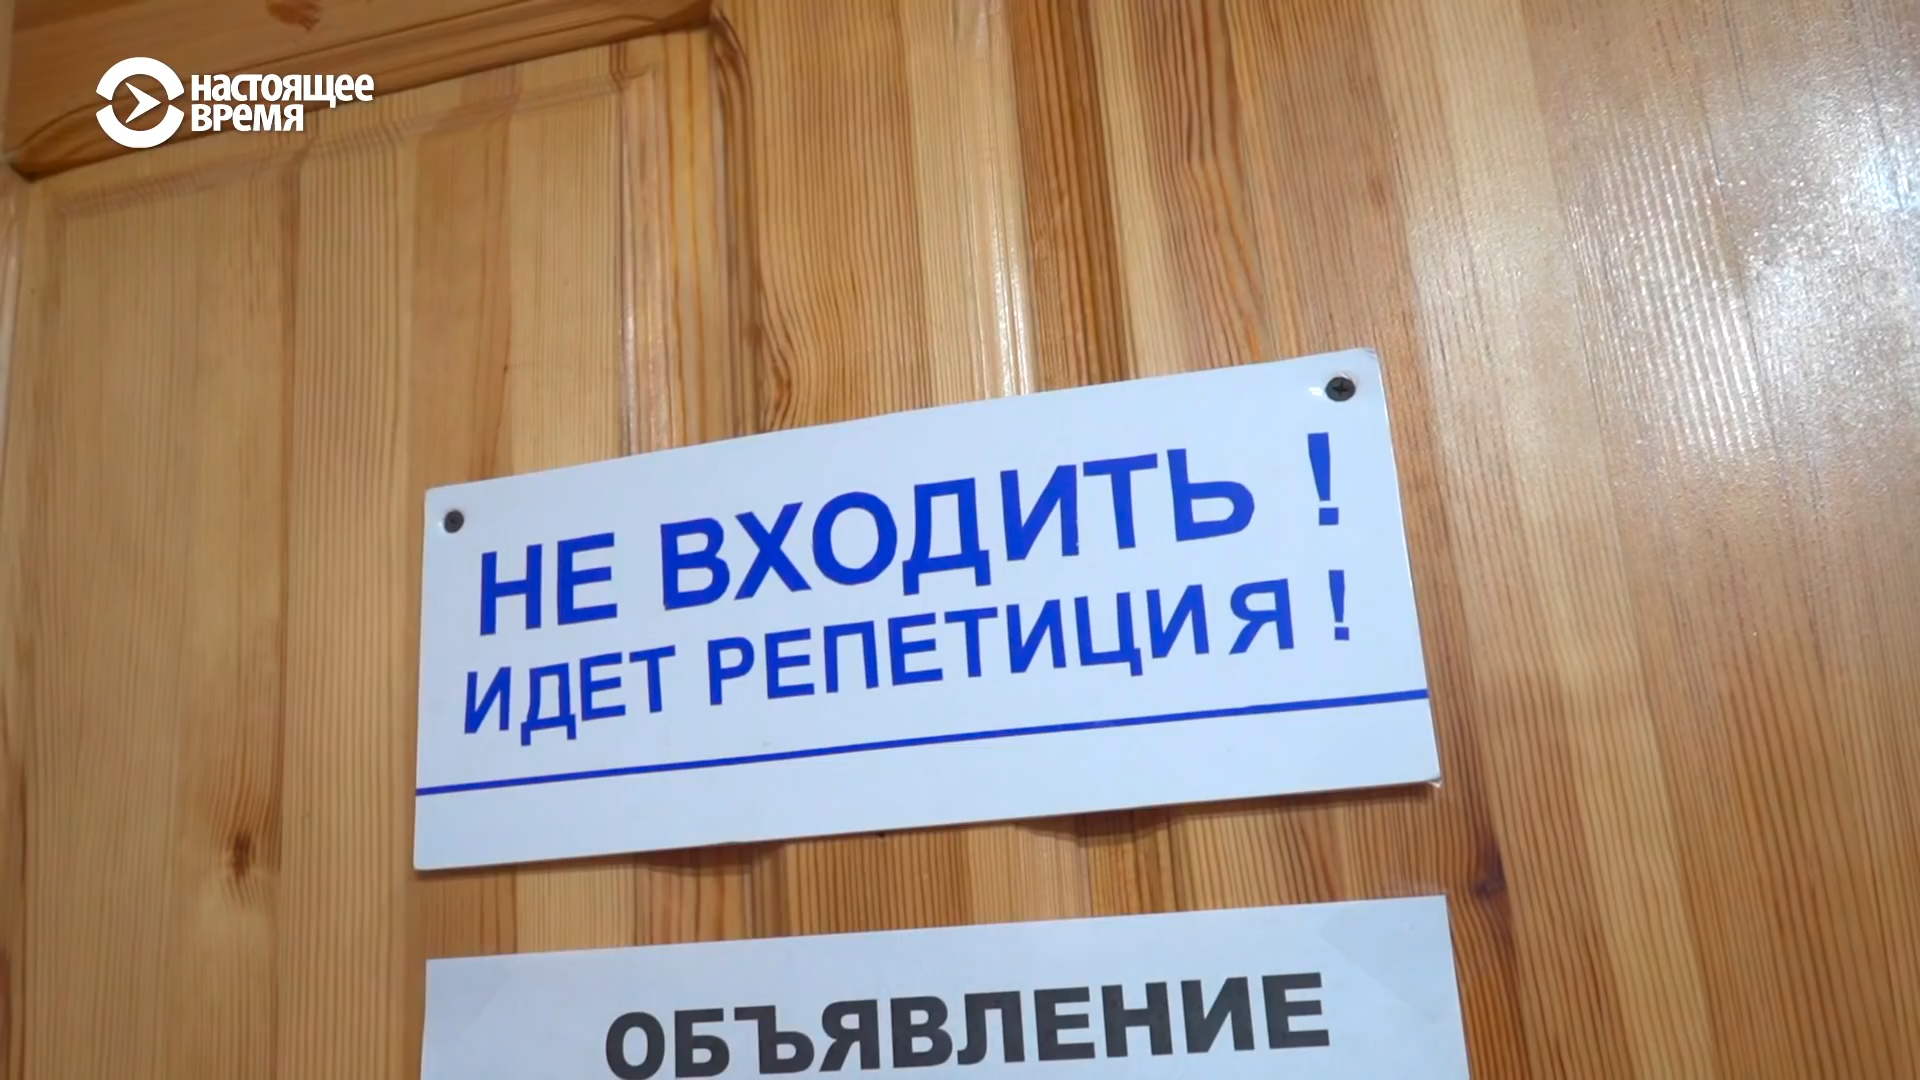 НАСТОЯЩЕЕ
ВРЕМЯ
НЕ ВХОДИТЬ !
ИДЕТ РЕПЕТИЦИЯ !
ОБЪЯВЛЕНИЕ